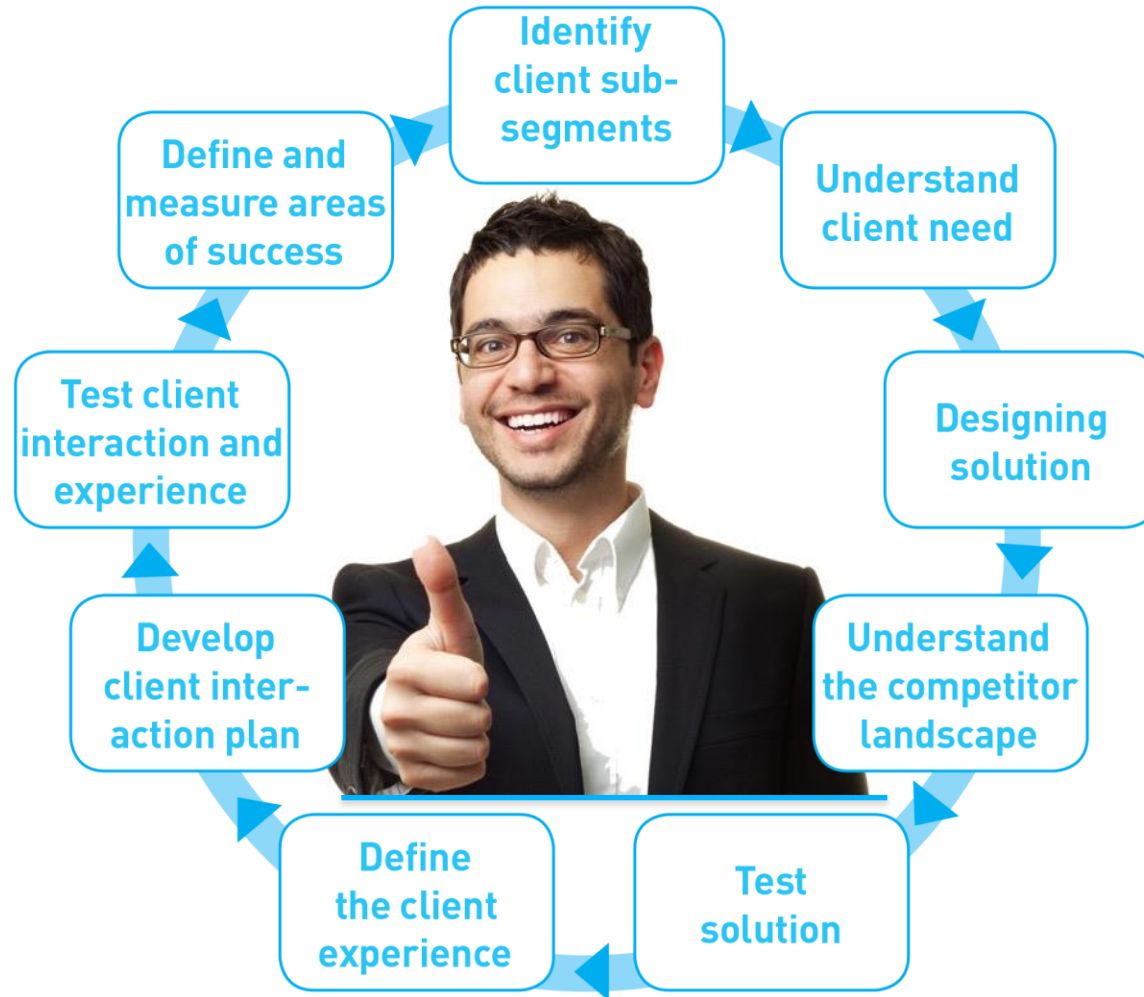 Identify
client sub-
segments
Understand
client need
Designing
solution
Understand
the competitor
landscape
Test
solution
Define
the client
experience
Develop
client inter-
action plan
Test client
interaction and
experience
Define and
measure areas
of success